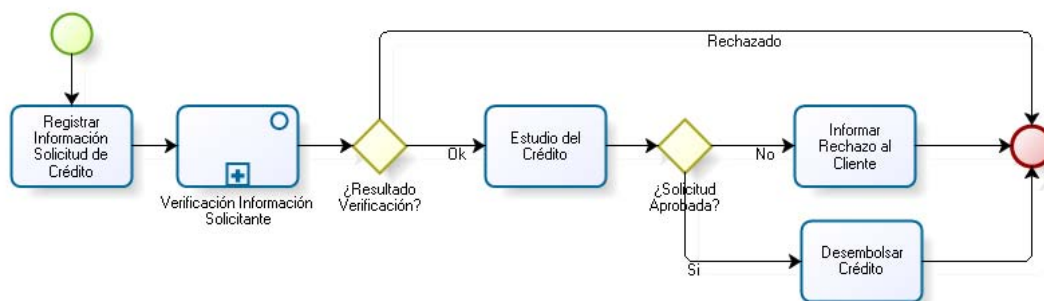 Rechazado
Registrar
Información
Solicitud de
Crédito
Verificación Información
Solicitante
¿Resultado
Verificación?
Ok
Estudio del
Crédito
¿Solicitud
Aprobada?
No
Informar
Rechazo al
Cliente
Si
Desembolsar
Crédito